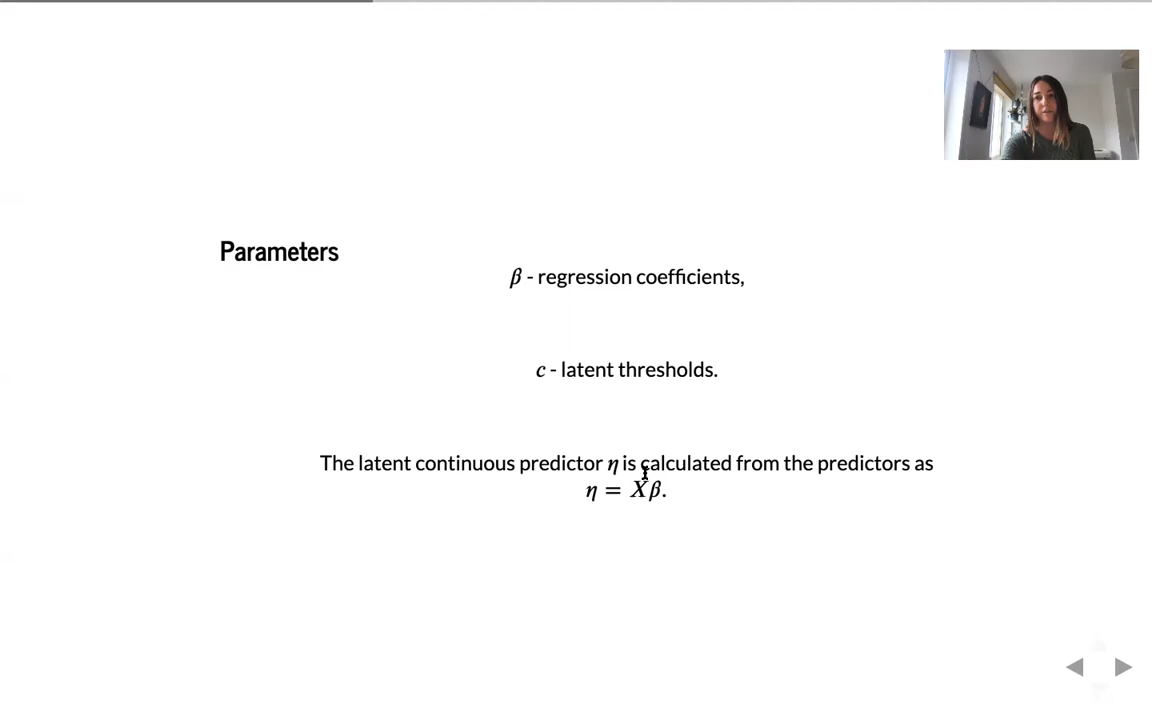 Parameters
β - regression coefficients,
c - latent thresholds.
The latent continuous predictor η is calculated from the predictors as
η = Xβ.